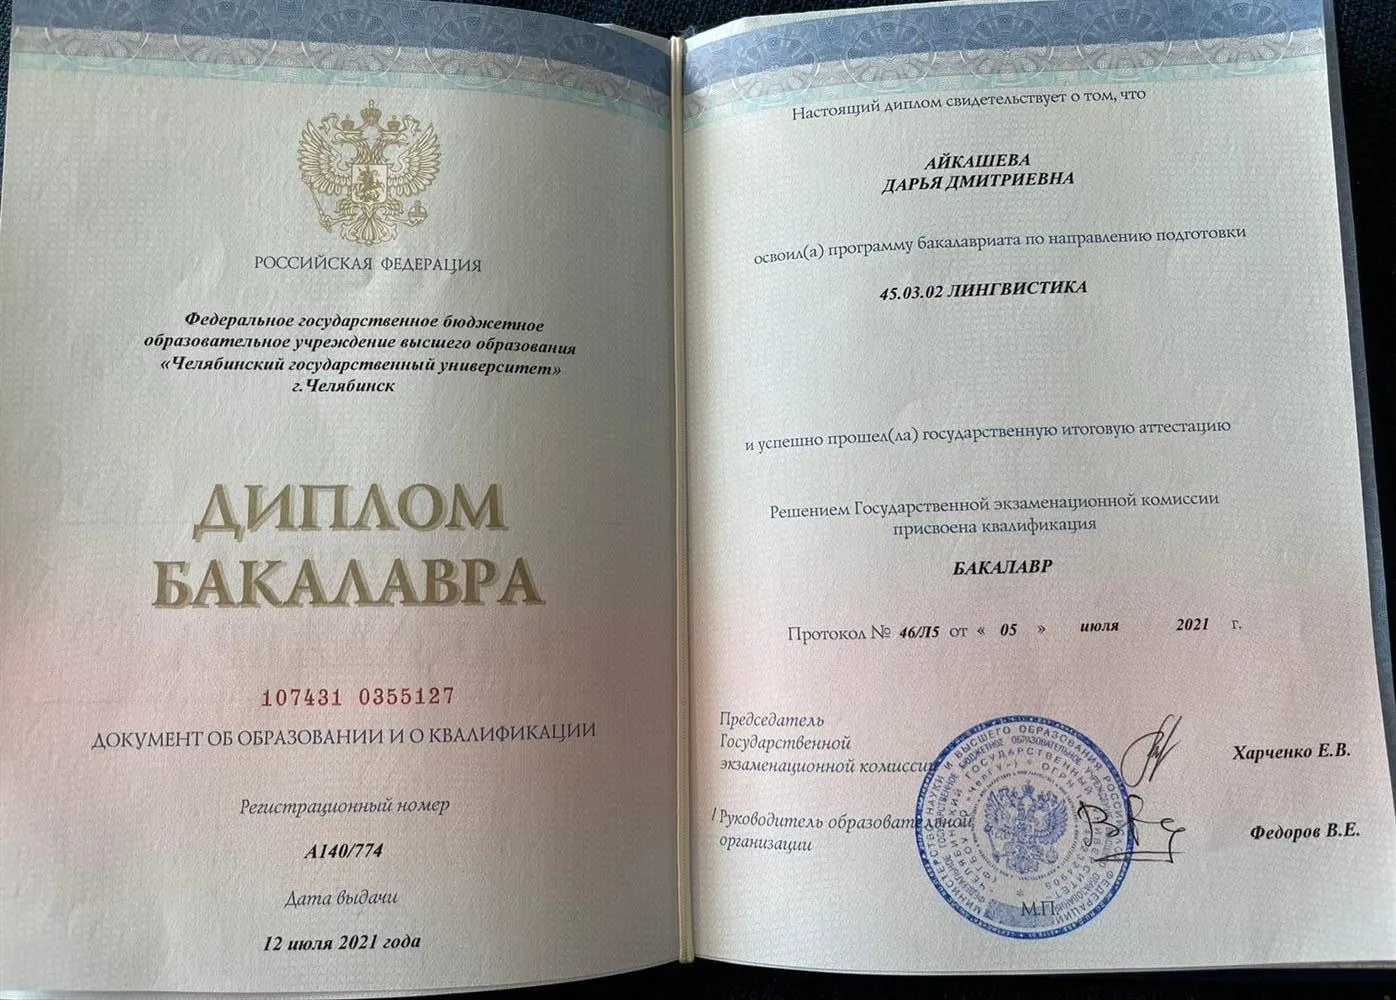 РОССИЙСКАЯ ФЕДЕРАЦИЯ
Федеральное государственное бюджетное
образовательное учреждение высшего образования
«Челябинский государственный университет»
г.Челябинск
ДИПЛОМ
БАКАЛАВРА
107431 0355127
ДОКУМЕНТ ОБ ОБРАЗОВАНИИ И О КВАЛИФИКАЦИИ
Регистрационный номер
А140/774
Дата выдачи
12 июля 2021 года
Настоящий диплом свидетельствует о том, что
АЙКАШЕВА
ДАРЬЯ ДМИТРИЕВНА
освоил(а) программу бакалавриата по направлению подготовки
45.03.02 ЛИНГВИСТИКА
и успешно прошел(ла) государственную итоговую аттестацию
Решением Государственной экзаменационной комиссии
присвоена квалификация
БАКАЛАВР
Протокол № 46/Л5 от « 05 » июля 2021 г.
Председатель
Государственной
экзаменационной комиссии
Харченко Е.В.
/ Руководитель образовательной
организации
Федоров В.Е.
М.П.